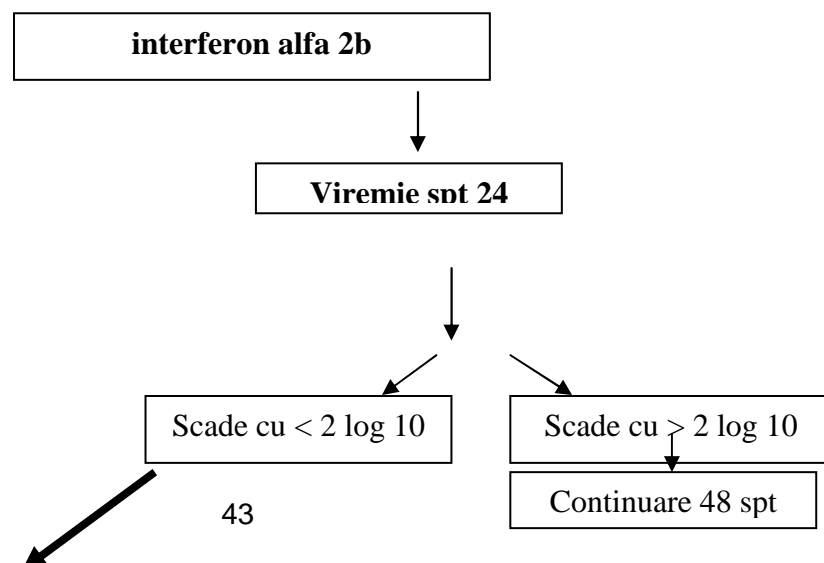 interferon alfa 2b
Viremie spt 24
Scade cu < 2 log 10
Scade cu > 2 log 10
Continuare 48 spt
43